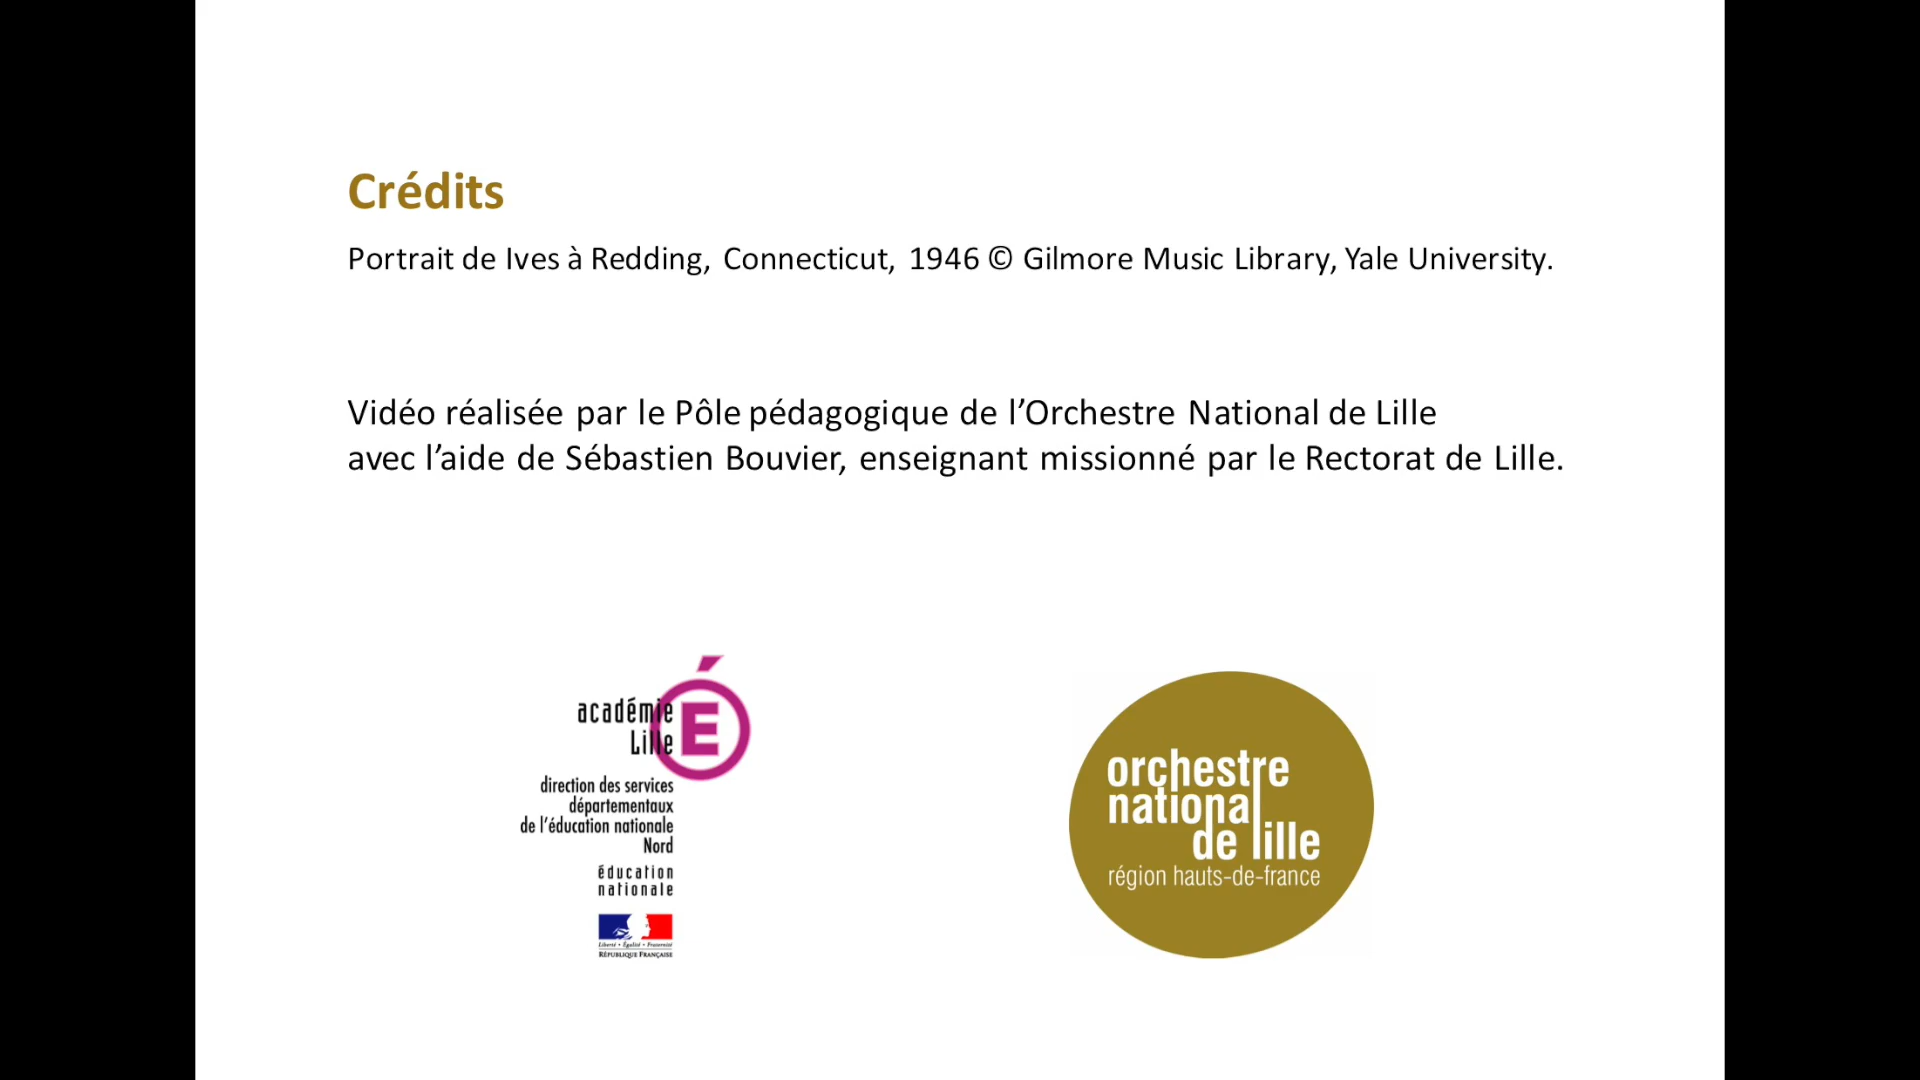 Crédits
Portrait de Ives à Redding, Connecticut, 1946 © Gilmore Music Library, Yale University.
Vidéo réalisée par le Pôle pédagogique de l’Orchestre National de Lille
avec l’aide de Sébastien Bouvier, enseignant missionné par le Rectorat de Lille.
académie
Lille
É
direction des services
départementaux
de l’éducation nationale
Nord
éducation
nationale
Liberté • Égalité • Fraternité
RÉPUBLIQUE FRANÇAISE
orchestre
national
de lille
région hauts-de-france